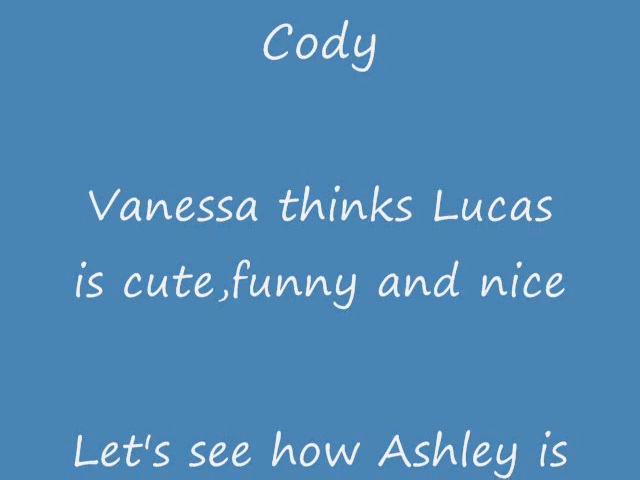 Cody
Vanessa thinks Lucas
is cute,funny and nice
Let's see how Ashley is